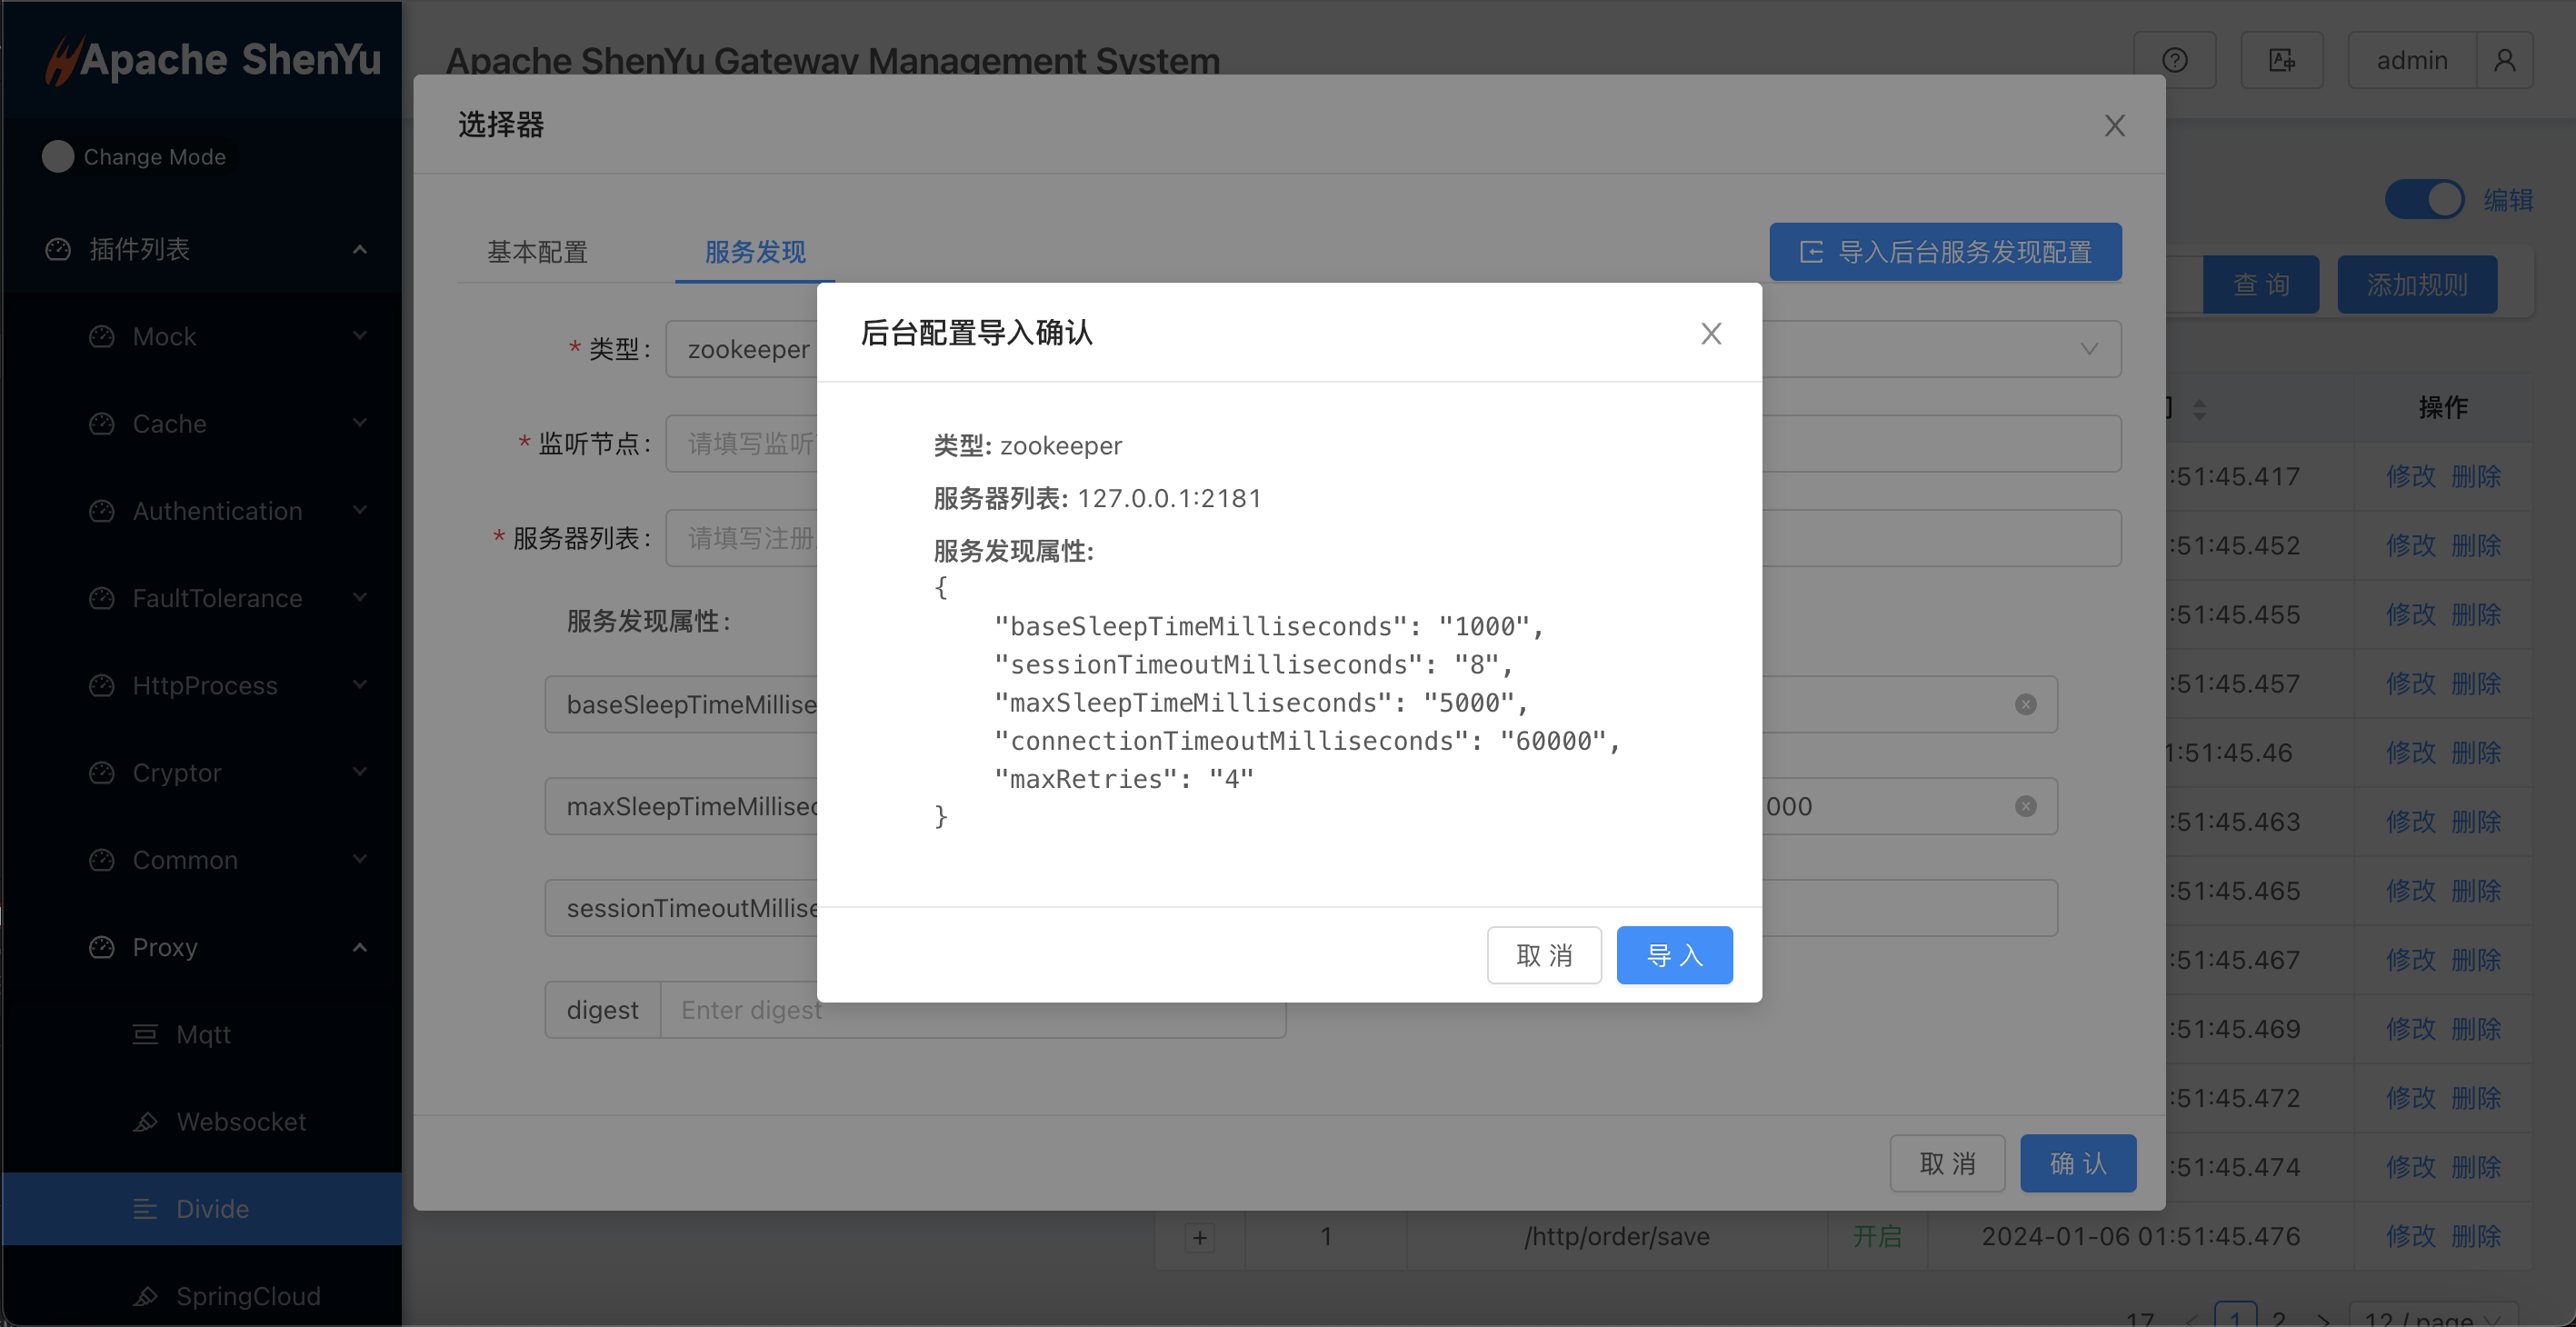 Apache ShenYu
Apache ShenYu Gateway Management System
admin
Change Mode
插件列表
Mock
Cache
Authentication
FaultTolerance
HttpProcess
Cryptor
Common
Proxy
Mqtt
Websocket
Divide
SpringCloud
编辑
查 询
添加规则
选择器
基本配置
服务发现
导入后台服务发现配置
* 类型:
zookeeper
* 监听节点:
请填写监听
* 服务器列表:
请填写注册
服务发现属性:
baseSleepTimeMillise
maxSleepTimeMillisec
000
sessionTimeoutMillise
digest
Enter digest
取 消
确 认
后台配置导入确认
类型: zookeeper
服务器列表: 127.0.0.1:2181
服务发现属性:
{
"baseSleepTimeMilliseconds": "1000",
"sessionTimeoutMilliseconds": "8",
"maxSleepTimeMilliseconds": "5000",
"connectionTimeoutMilliseconds": "60000",
"maxRetries": "4"
}
取 消
导 入
操作
:51:45.417 修改 删除
:51:45.452 修改 删除
:51:45.455 修改 删除
:51:45.457 修改 删除
1:51:45.46 修改 删除
:51:45.463 修改 删除
:51:45.465 修改 删除
:51:45.467 修改 删除
:51:45.469 修改 删除
:51:45.472 修改 删除
:51:45.474 修改 删除
1 /http/order/save 开启 2024-01-06 01:51:45.476 修改 删除
17 < 1 2 > 12 / page